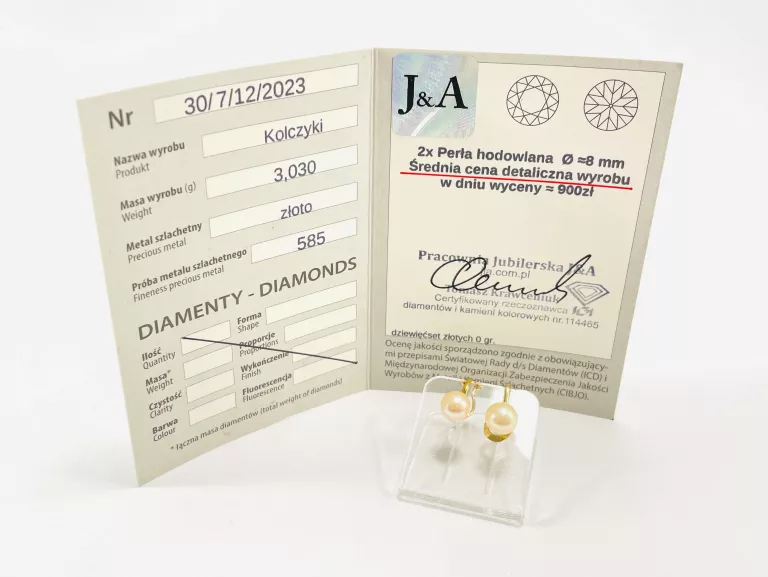 Nr 30/7/12/2023
Nazwa wyrobu Kolczyki
Produkt
Masa wyrobu (g) 3,030
Weight
Metal szlachetny złoto
Precious metal
Próba metalu szlachetnego 585
Fineness precious metal
DIAMENTY - DIAMONDS
Ilość
Quantity
Masa*
Weight
Czystość
Clarity
Barwa
Colour
Forma
Shape
Proporcje
Proportions
Wykończenie
Finish
Fluorescencja
Fluorescence
* łączna masa diamentów (total weight of diamonds)
J&A
2x Perła hodowlana Ø ≈8 mm
Średnia cena detaliczna wyrobu
w dniu wyceny ≈ 900zł
Pracownia Jubilerska J&A
.com.pl
Tomasz Krawceniuk
Certyfikowany rzeczoznawca
diamentów i kamieni kolorowych nr.114465
dziewięćset złotych 0 gr.
Ocenę jakości sporządzono zgodnie z obowiązujący-
mi przepisami Światowej Rady d/s Diamentów (ICD) i
Międzynarodowej Organizacji Zabezpieczenia Jakości
Wyrobów z Szlachetnych (CIBJO).